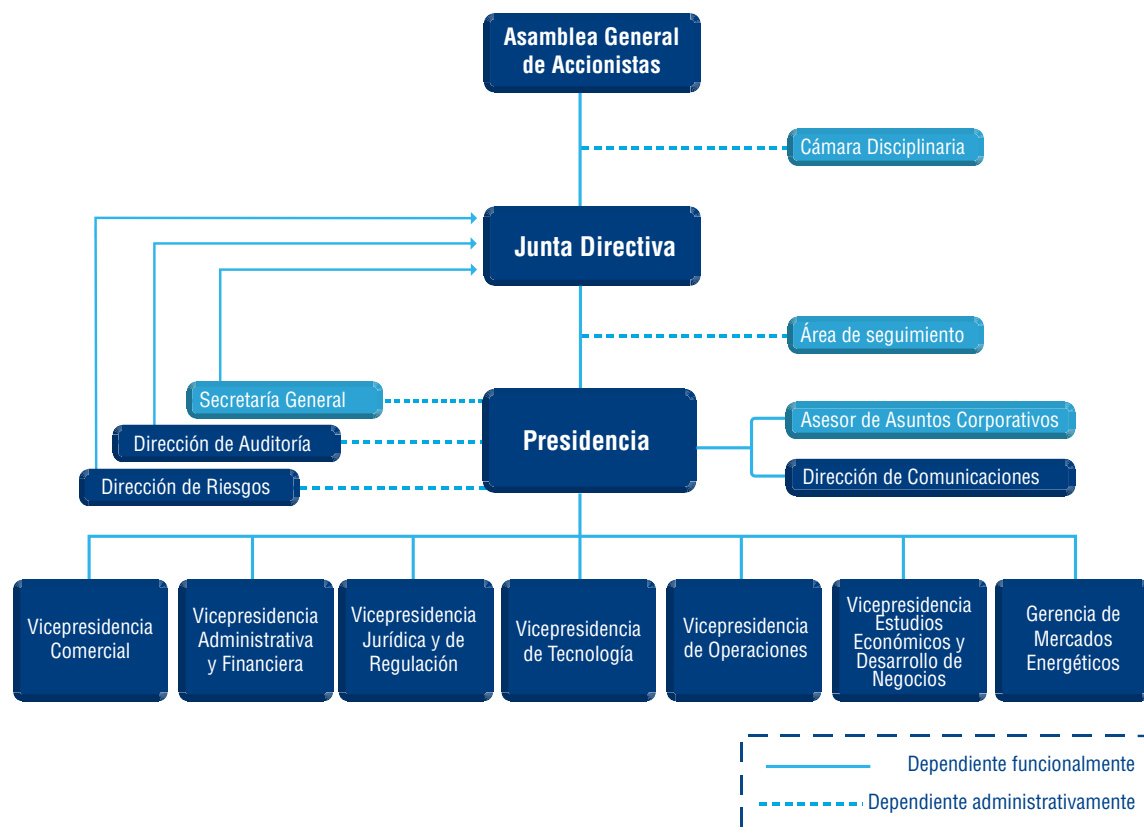 Asamblea General
de Accionistas
Cámara Disciplinaria
Junta Directiva
Área de seguimiento
Secretaría General
Dirección de Auditoría
Dirección de Riesgos
Presidencia
Asesor de Asuntos Corporativos
Dirección de Comunicaciones
Vicepresidencia
Comercial
Vicepresidencia
Administrativa
y Financiera
Vicepresidencia
Jurídica y de
Regulación
Vicepresidencia
de Tecnología
Vicepresidencia
de Operaciones
Vicepresidencia
Estudios
Económicos y
Desarrollo de
Negocios
Gerencia de
Mercados
Energéticos
Dependiente funcionalmente
Dependiente administrativamente